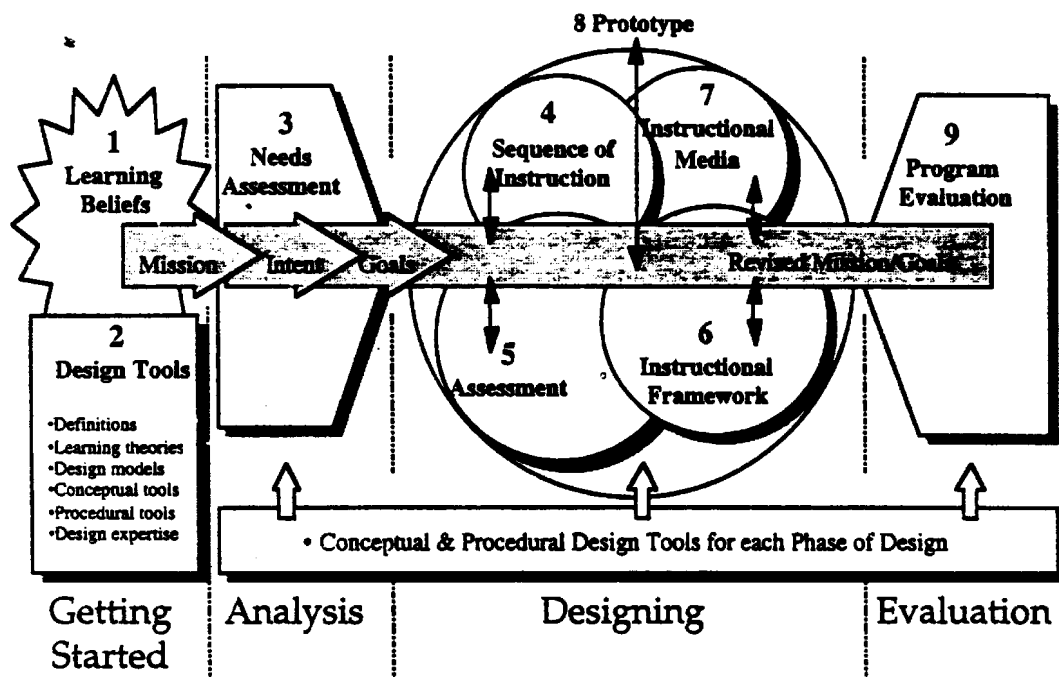 8 Prototype
1
Learning
Beliefs
3
Needs
Assessment
4
Sequence of
Instruction
7
Instructional
Media
9
Program
Evaluation
Mission
Intent
Goals
Revised Mission/Goals
2
Design Tools
•Definitions
•Learning theories
•Design models
•Conceptual tools
•Procedural tools
•Design expertise
5
Assessment
6
Instructional
Framework
• Conceptual & Procedural Design Tools for each Phase of Design
Getting
Started
Analysis
Designing
Evaluation